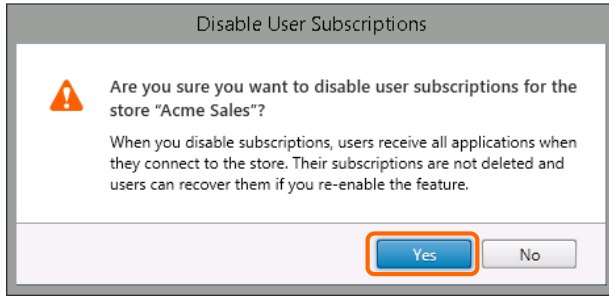 Disable User Subscriptions
Are you sure you want to disable user subscriptions for the
store “Acme Sales”?
When you disable subscriptions, users receive all applications when
they connect to the store. Their subscriptions are not deleted and
users can recover them if you re-enable the feature.
Yes No